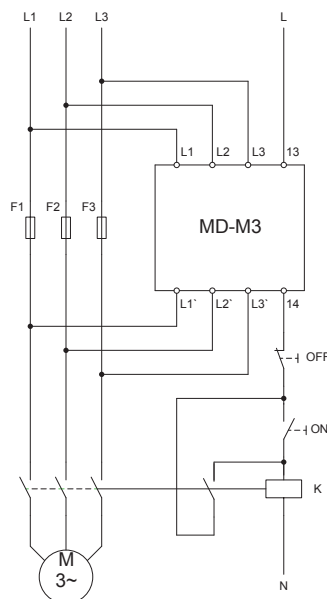 L1 L2 L3 L
L1 L2 L3 13
F1 F2 F3
MD-M3
L1` L2` L3` 14
OFF
ON
K
M
3~
N